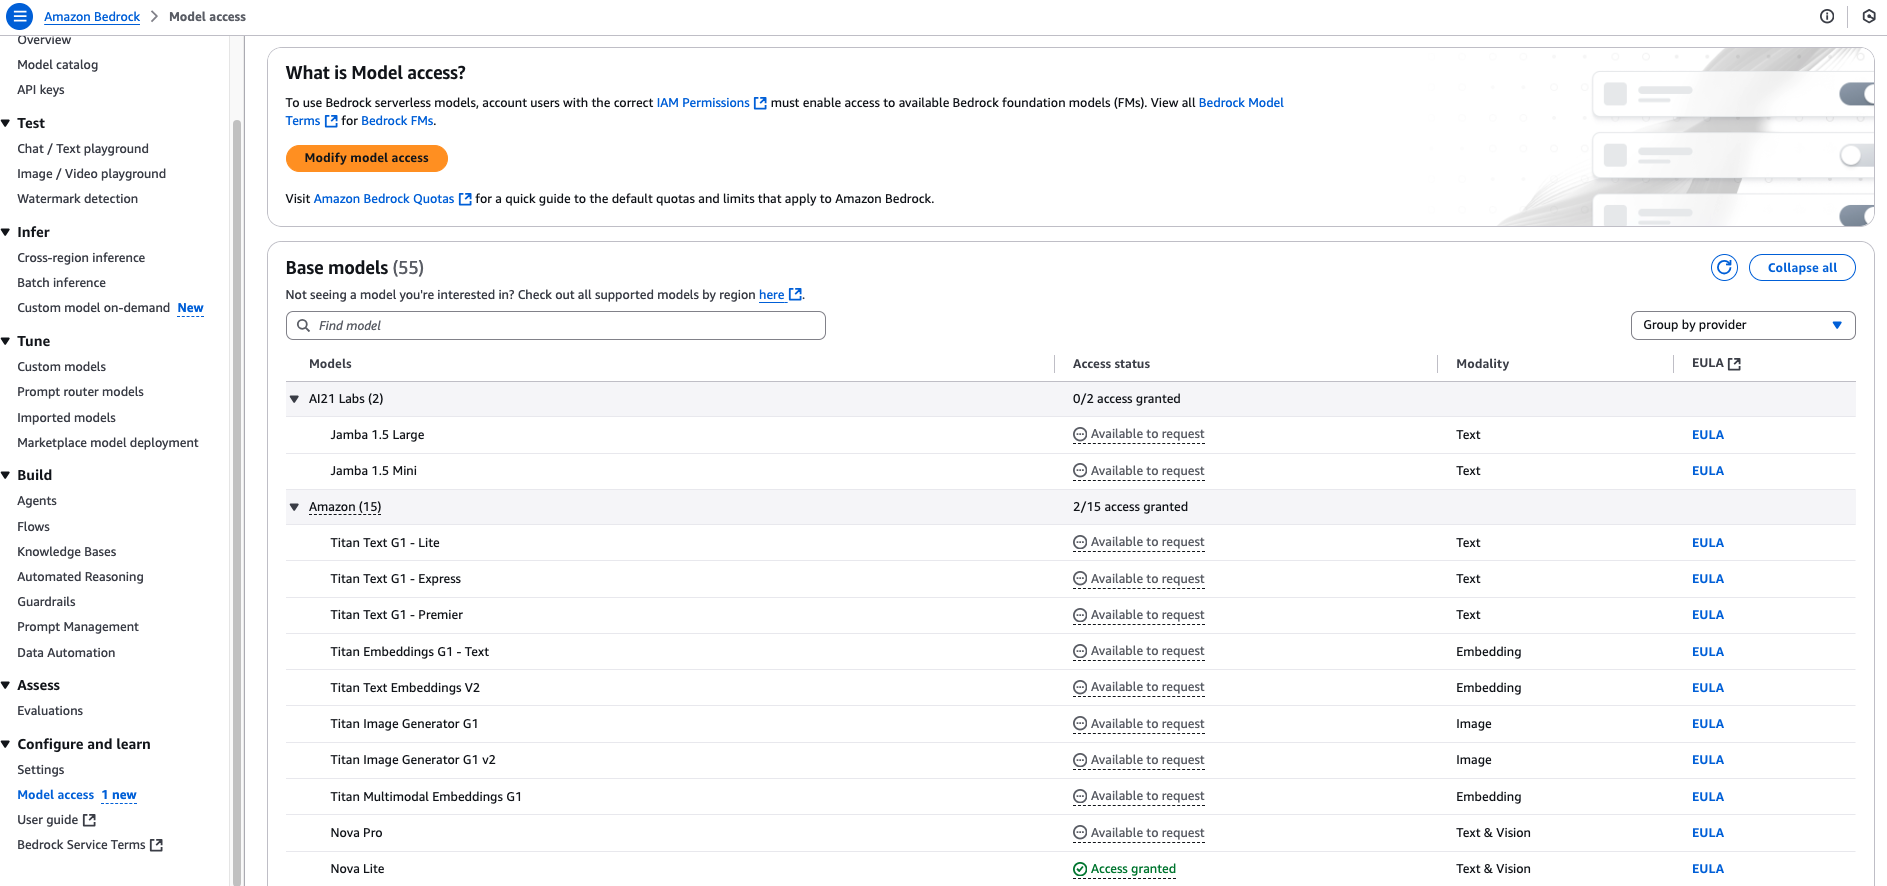 Amazon Bedrock > Model access
Overview
Model catalog
API keys
Test
Chat / Text playground
Image / Video playground
Watermark detection
Infer
Cross-region inference
Batch inference
Custom model on-demand New
Tune
Custom models
Prompt router models
Imported models
Marketplace model deployment
Build
Agents
Flows
Knowledge Bases
Automated Reasoning
Guardrails
Prompt Management
Data Automation
Assess
Evaluations
Configure and learn
Settings
Model access 1 new
User guide
Bedrock Service Terms
What is Model access?
To use Bedrock serverless models, account users with the correct IAM Permissions must enable access to available Bedrock foundation models (FMs). View all Bedrock Model
Terms for Bedrock FMs.
Modify model access
Visit Amazon Bedrock Quotas for a quick guide to the default quotas and limits that apply to Amazon Bedrock.
Base models (55)
Collapse all
Not seeing a model you're interested in? Check out all supported models by region here.
Find model
Group by provider
Models Access status Modality EULA
AI21 Labs (2) 0/2 access granted
Jamba 1.5 Large Available to request Text EULA
Jamba 1.5 Mini Available to request Text EULA
Amazon (15) 2/15 access granted
Titan Text G1 - Lite Available to request Text EULA
Titan Text G1 - Express Available to request Text EULA
Titan Text G1 - Premier Available to request Text EULA
Titan Embeddings G1 - Text Available to request Embedding EULA
Titan Text Embeddings V2 Available to request Embedding EULA
Titan Image Generator G1 Available to request Image EULA
Titan Image Generator G1 v2 Available to request Image EULA
Titan Multimodal Embeddings G1 Available to request Embedding EULA
Nova Pro Available to request Text & Vision EULA
Nova Lite Access granted Text & Vision EULA